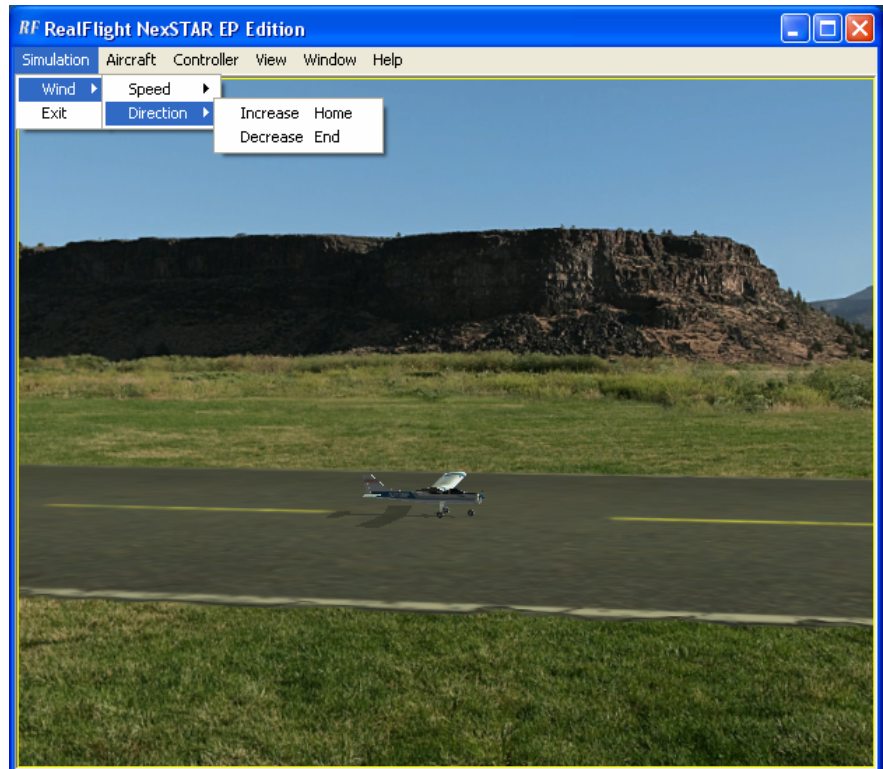 RF RealFlight NexSTAR EP Edition
Simulation Aircraft Controller View Window Help
Wind Speed
Exit Direction Increase Home
Decrease End